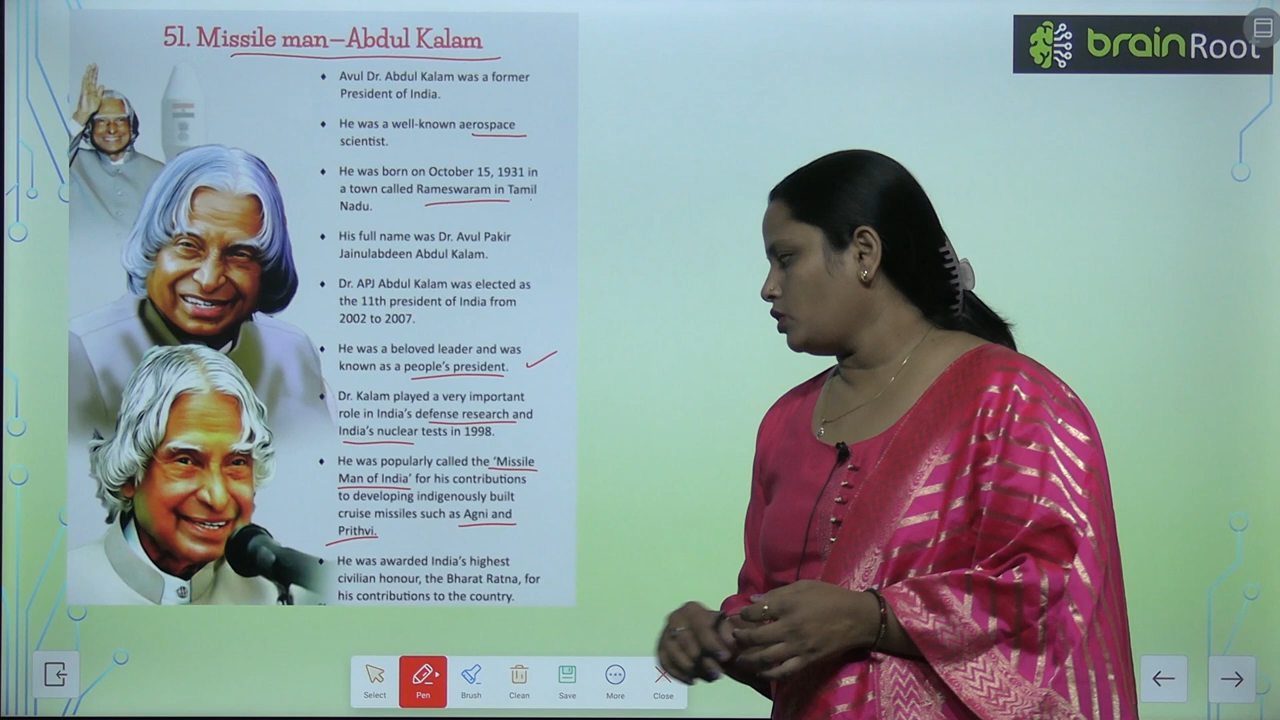 51. Missile man–Abdul Kalam
brainRoot
♦ Avul Dr. Abdul Kalam was a former
President of India.
♦ He was a well-known aerospace
scientist.
♦ He was born on October 15, 1931 in
a town called Rameswaram in Tamil
Nadu.
♦ His full name was Dr. Avul Pakir
Jainulabdeen Abdul Kalam.
♦ Dr. APJ Abdul Kalam was elected as
the 11th president of India from
2002 to 2007.
♦ He was a beloved leader and was
known as a people's president.
♦ Dr. Kalam played a very important
role in India's defense research and
India's nuclear tests in 1998.
♦ He was popularly called the 'Missile
Man of India' for his contributions
to developing indigenously built
cruise missiles such as Agni and
Prithvi.
♦ He was awarded India's highest
civilian honour, the Bharat Ratna, for
his contributions to the country.
Select Pen Brush Clean Save More Close